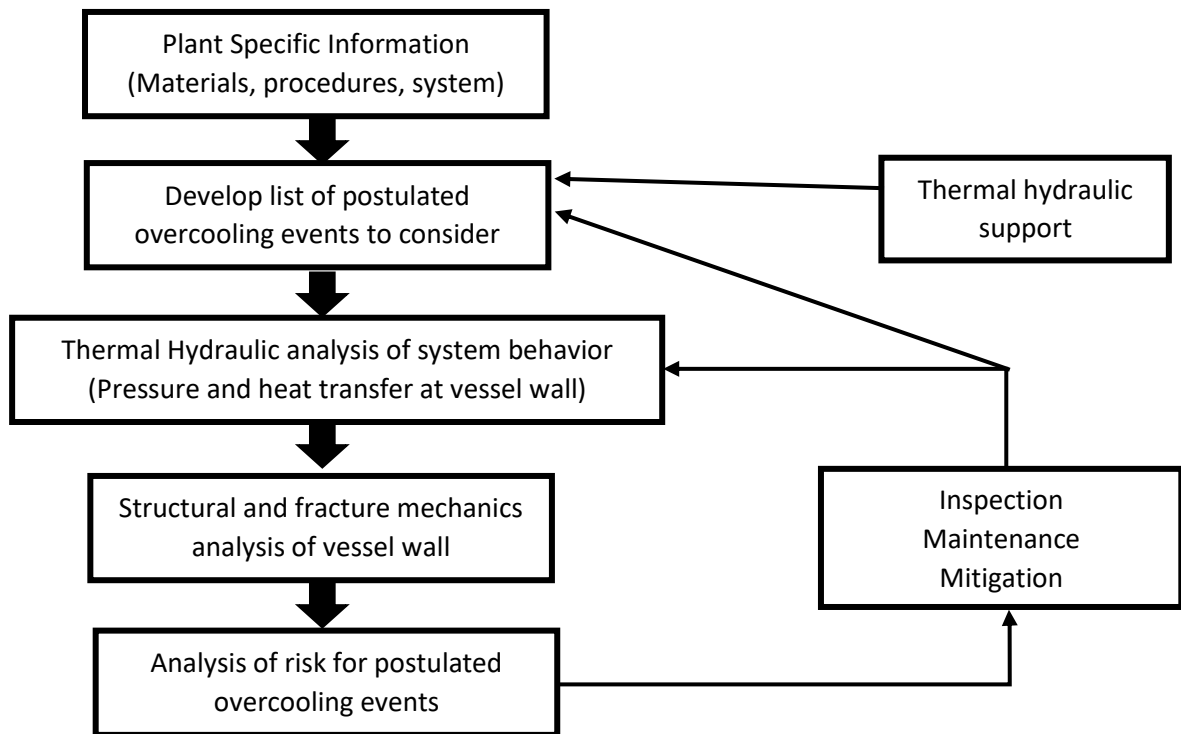 Plant Specific Information
(Materials, procedures, system)
Develop list of postulated
overcooling events to consider
Thermal hydraulic
support
Thermal Hydraulic analysis of system behavior
(Pressure and heat transfer at vessel wall)
Structural and fracture mechanics
analysis of vessel wall
Inspection
Maintenance
Mitigation
Analysis of risk for postulated
overcooling events